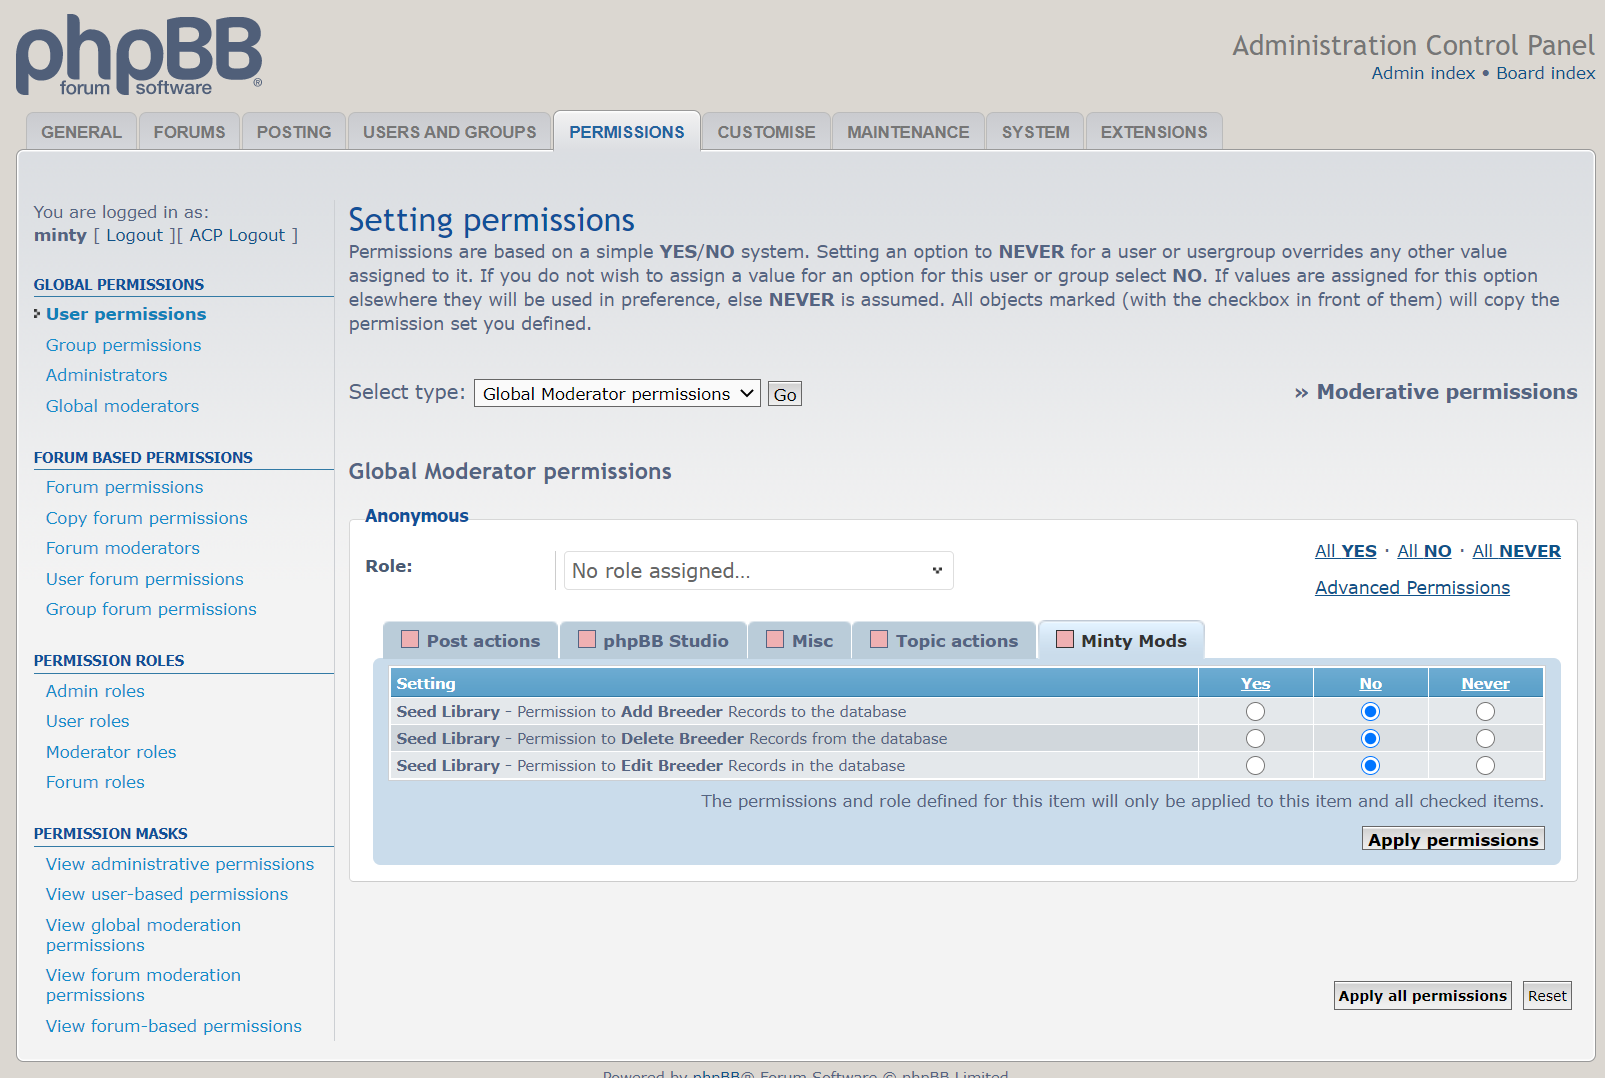 phpBB®
forum software
Administration Control Panel
Admin index • Board index
GENERAL
FORUMS
POSTING
USERS AND GROUPS
PERMISSIONS
CUSTOMISE
MAINTENANCE
SYSTEM
EXTENSIONS
You are logged in as:
minty [ Logout ][ ACP Logout ]
GLOBAL PERMISSIONS
User permissions
Group permissions
Administrators
Global moderators
FORUM BASED PERMISSIONS
Forum permissions
Copy forum permissions
Forum moderators
User forum permissions
Group forum permissions
PERMISSION ROLES
Admin roles
User roles
Moderator roles
Forum roles
PERMISSION MASKS
View administrative permissions
View user-based permissions
View global moderation
permissions
View forum moderation
permissions
View forum-based permissions
Setting permissions
Permissions are based on a simple YES/NO system. Setting an option to NEVER for a user or usergroup overrides any other value
assigned to it. If you do not wish to assign a value for an option for this user or group select NO. If values are assigned for this option
elsewhere they will be used in preference, else NEVER is assumed. All objects marked (with the checkbox in front of them) will copy the
permission set you defined.
Select type: Global Moderator permissions Go
» Moderative permissions
Global Moderator permissions
Anonymous
Role: No role assigned...
All YES · All NO · All NEVER
Advanced Permissions
Post actions
phpBB Studio
Misc
Topic actions
Minty Mods
Setting Yes No Never
Seed Library - Permission to Add Breeder Records to the database
Seed Library - Permission to Delete Breeder Records from the database
Seed Library - Permission to Edit Breeder Records in the database
The permissions and role defined for this item will only be applied to this item and all checked items.
Apply permissions
Apply all permissions Reset
Powered by phpBB® Forum Software © phpBB Limited